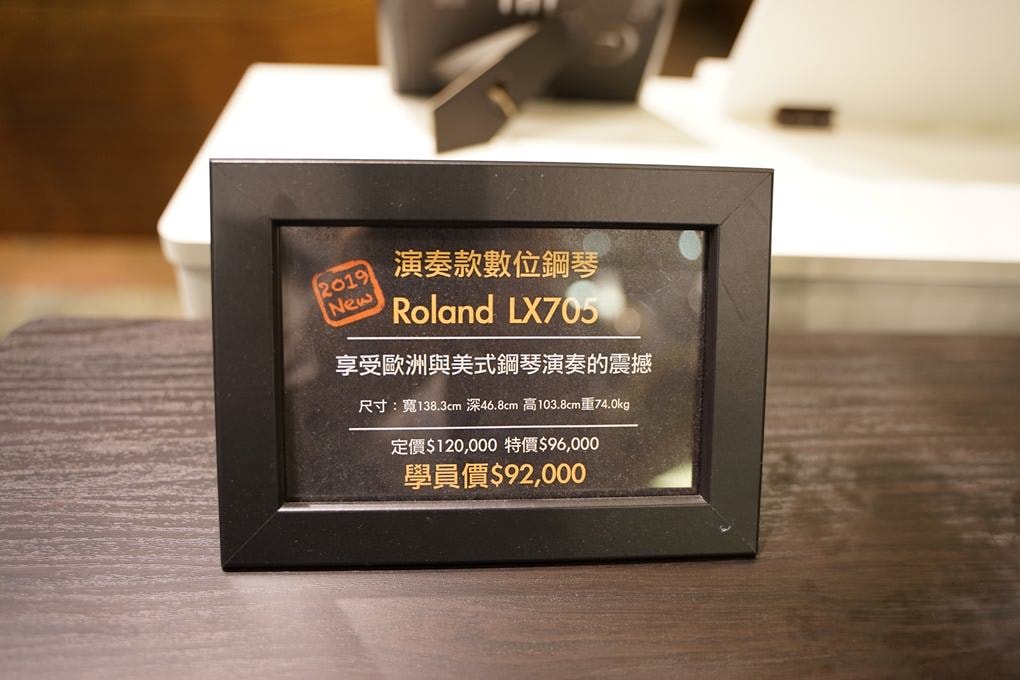 演奏款數位鋼琴
2019
New
Roland LX705
享受歐洲與美式鋼琴演奏的震撼
尺寸：寬138.3cm 深46.8cm 高103.8cm重74.0kg
定價$120,000 特價$96,000
學員價$92,000